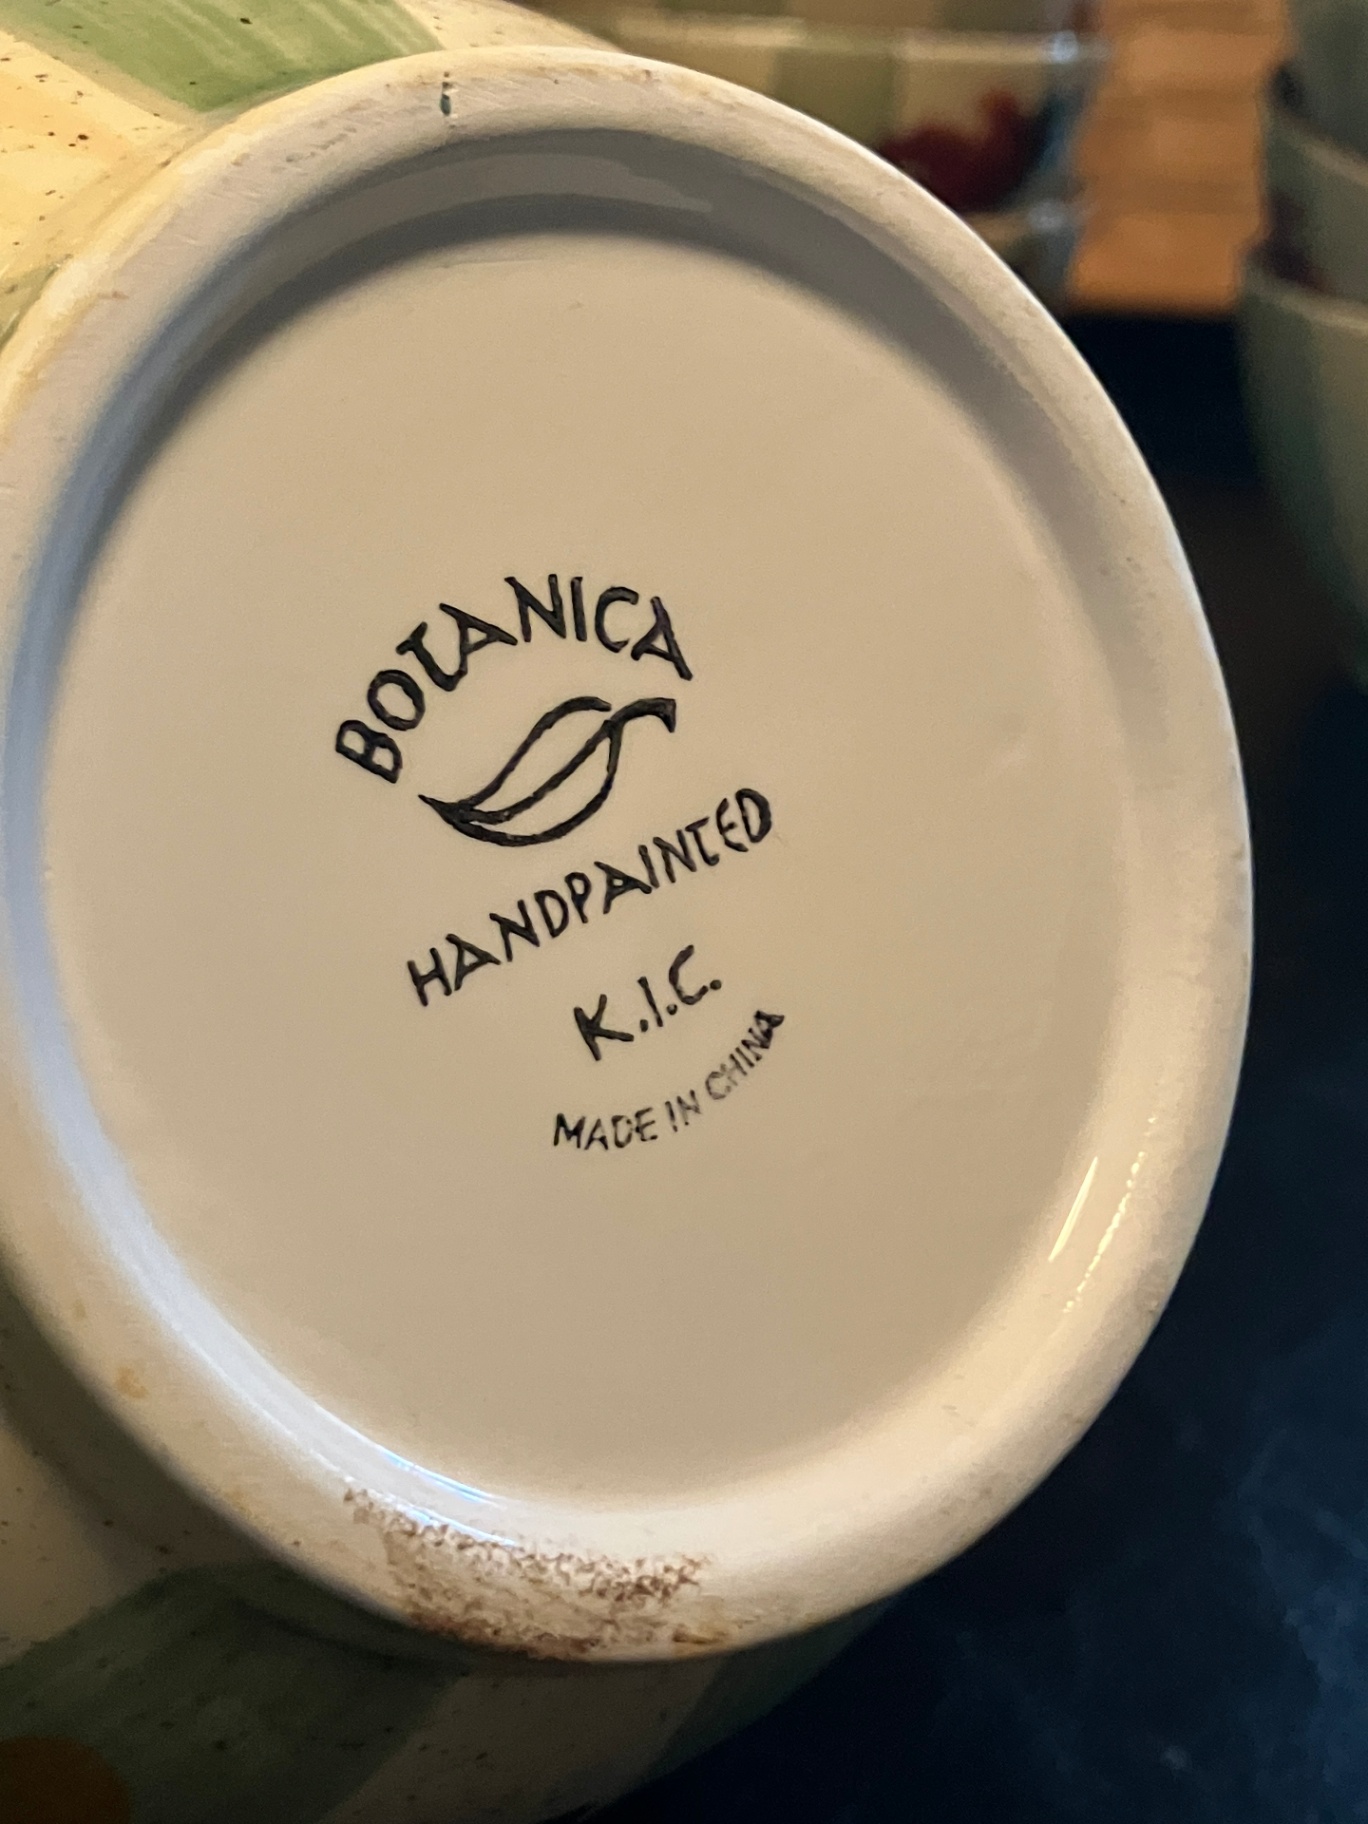 BOTANICA
HANDPAINTED
K.I.C.
MADE IN CHINA